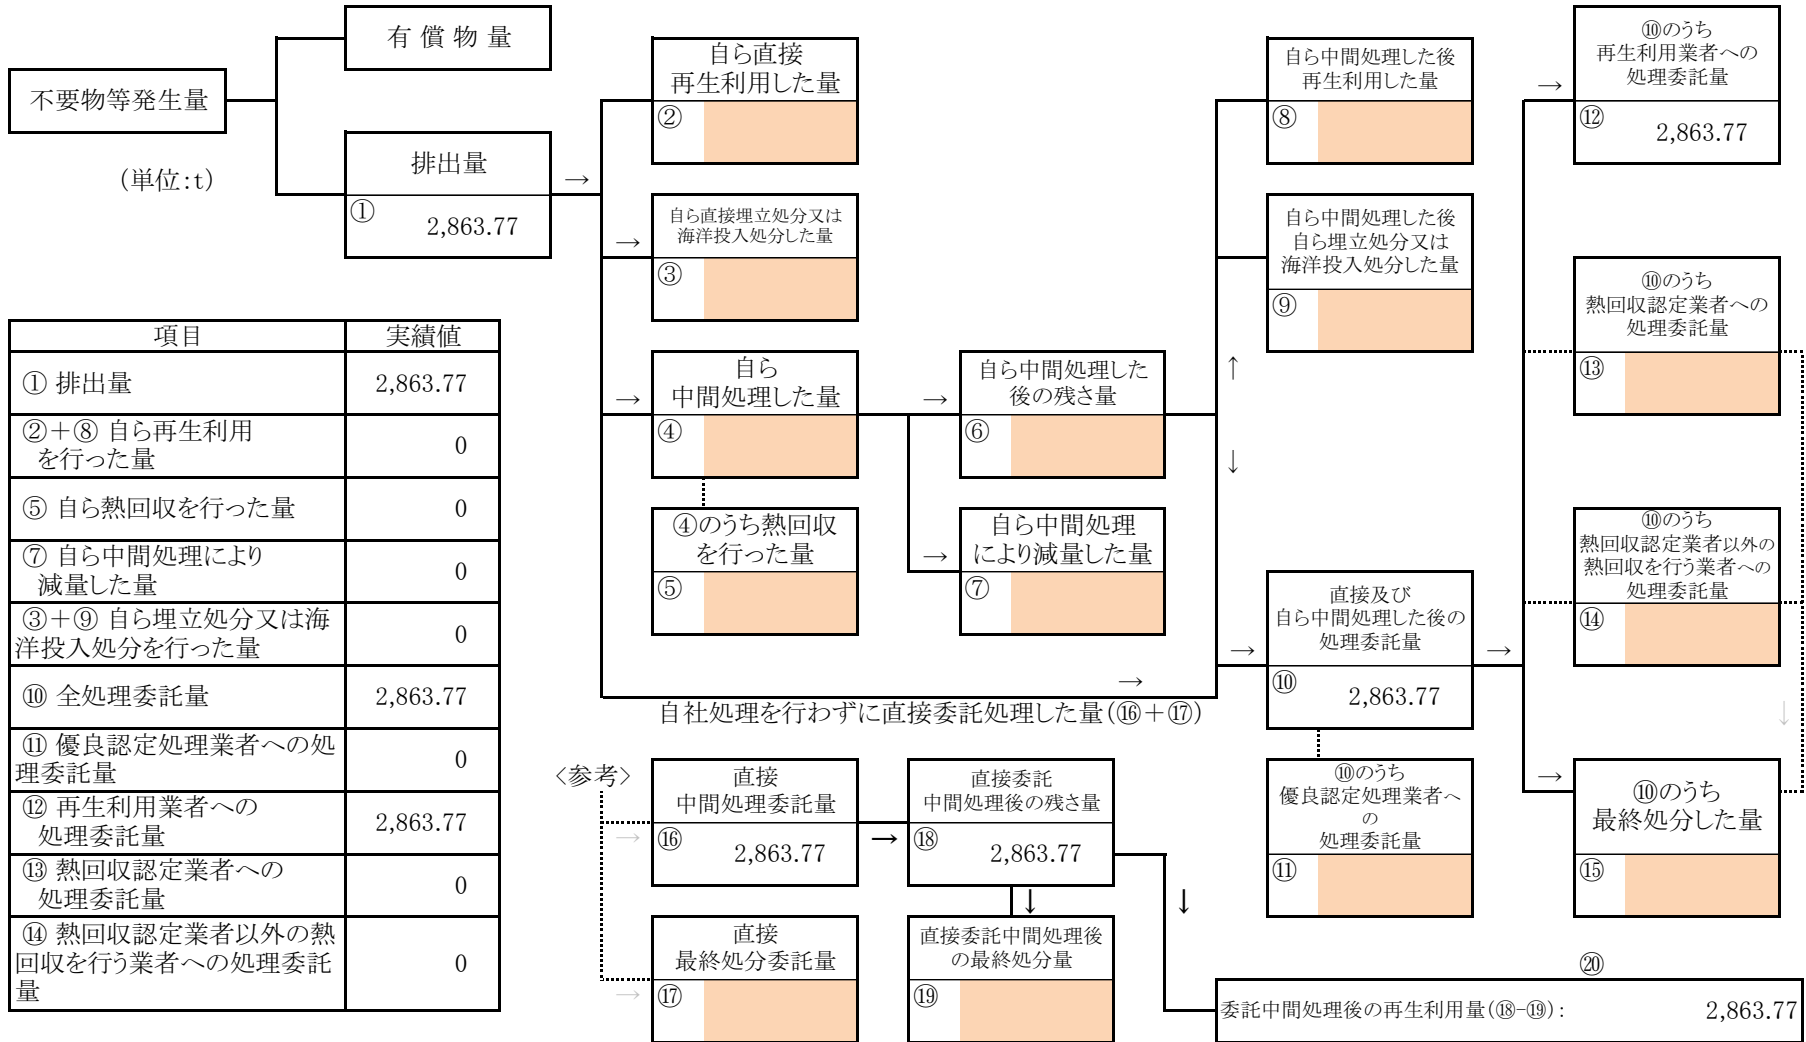 不要物等発生量
有 償 物 量
(単位:t)
排出量
① 2,863.77
→
自ら直接
再生利用した量
②
→
自ら直接埋立処分又は
海洋投入処分した量
③
→
自ら
中間処理した量
④
④のうち熱回収
を行った量
⑤
→
自ら中間処理した
後の残さ量
⑥
→
自ら中間処理
により減量した量
⑦
↑
↓
自ら中間処理した後
再生利用した量
⑧
自ら中間処理した後
自ら埋立処分又は
海洋投入処分した量
⑨
→
自社処理を行わずに直接委託処理した量(⑯+⑰)
→
直接及び
自ら中間処理した後の
処理委託量
⑩ 2,863.77
→
⑩のうち
優良認定処理業者へ
の
処理委託量
⑪
→
⑩のうち
再生利用業者への
処理委託量
⑫ 2,863.77
⑩のうち
熱回収認定業者への
処理委託量
⑬
⑩のうち
熱回収認定業者以外の
熱回収を行う業者への
処理委託量
⑭
↓
→
⑩のうち
最終処分した量
⑮
項目 実績値
① 排出量 2,863.77
②+⑧ 自ら再生利用
を行った量 0
⑤ 自ら熱回収を行った量 0
⑦ 自ら中間処理により
減量した量 0
③+⑨ 自ら埋立処分又は海
洋投入処分を行った量 0
⑩ 全処理委託量 2,863.77
⑪ 優良認定処理業者への処
理委託量 0
⑫ 再生利用業者への
処理委託量 2,863.77
⑬ 熱回収認定業者への
処理委託量 0
⑭ 熱回収認定業者以外の熱
回収を行う業者への処理委託
量 0
<参考>
→
直接
中間処理委託量
⑯ 2,863.77
→
直接委託
中間処理後の残さ量
⑱ 2,863.77
→
直接
最終処分委託量
⑰
↓
直接委託中間処理後
の最終処分量
⑲
↓
⑳
委託中間処理後の再生利用量(⑱-⑲): 2,863.77